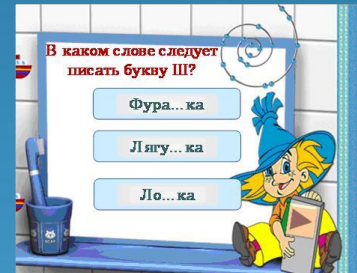 В каком слове следует
писать букву Ш?
Фура...ка
Лягу...ка
Ло...ка